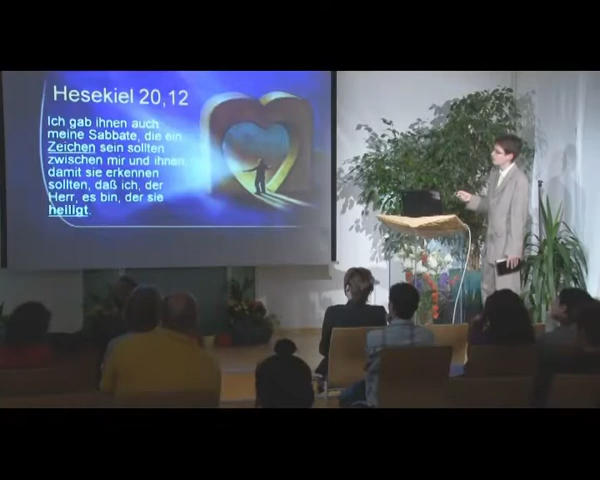 Hesekiel 20,12
Ich gab ihnen auch
meine Sabbate, die ein
Zeichen sein sollten
zwischen mir und ihnen,
damit sie erkennen
sollten, daß ich, der
Herr, es bin, der sie
heiligt.